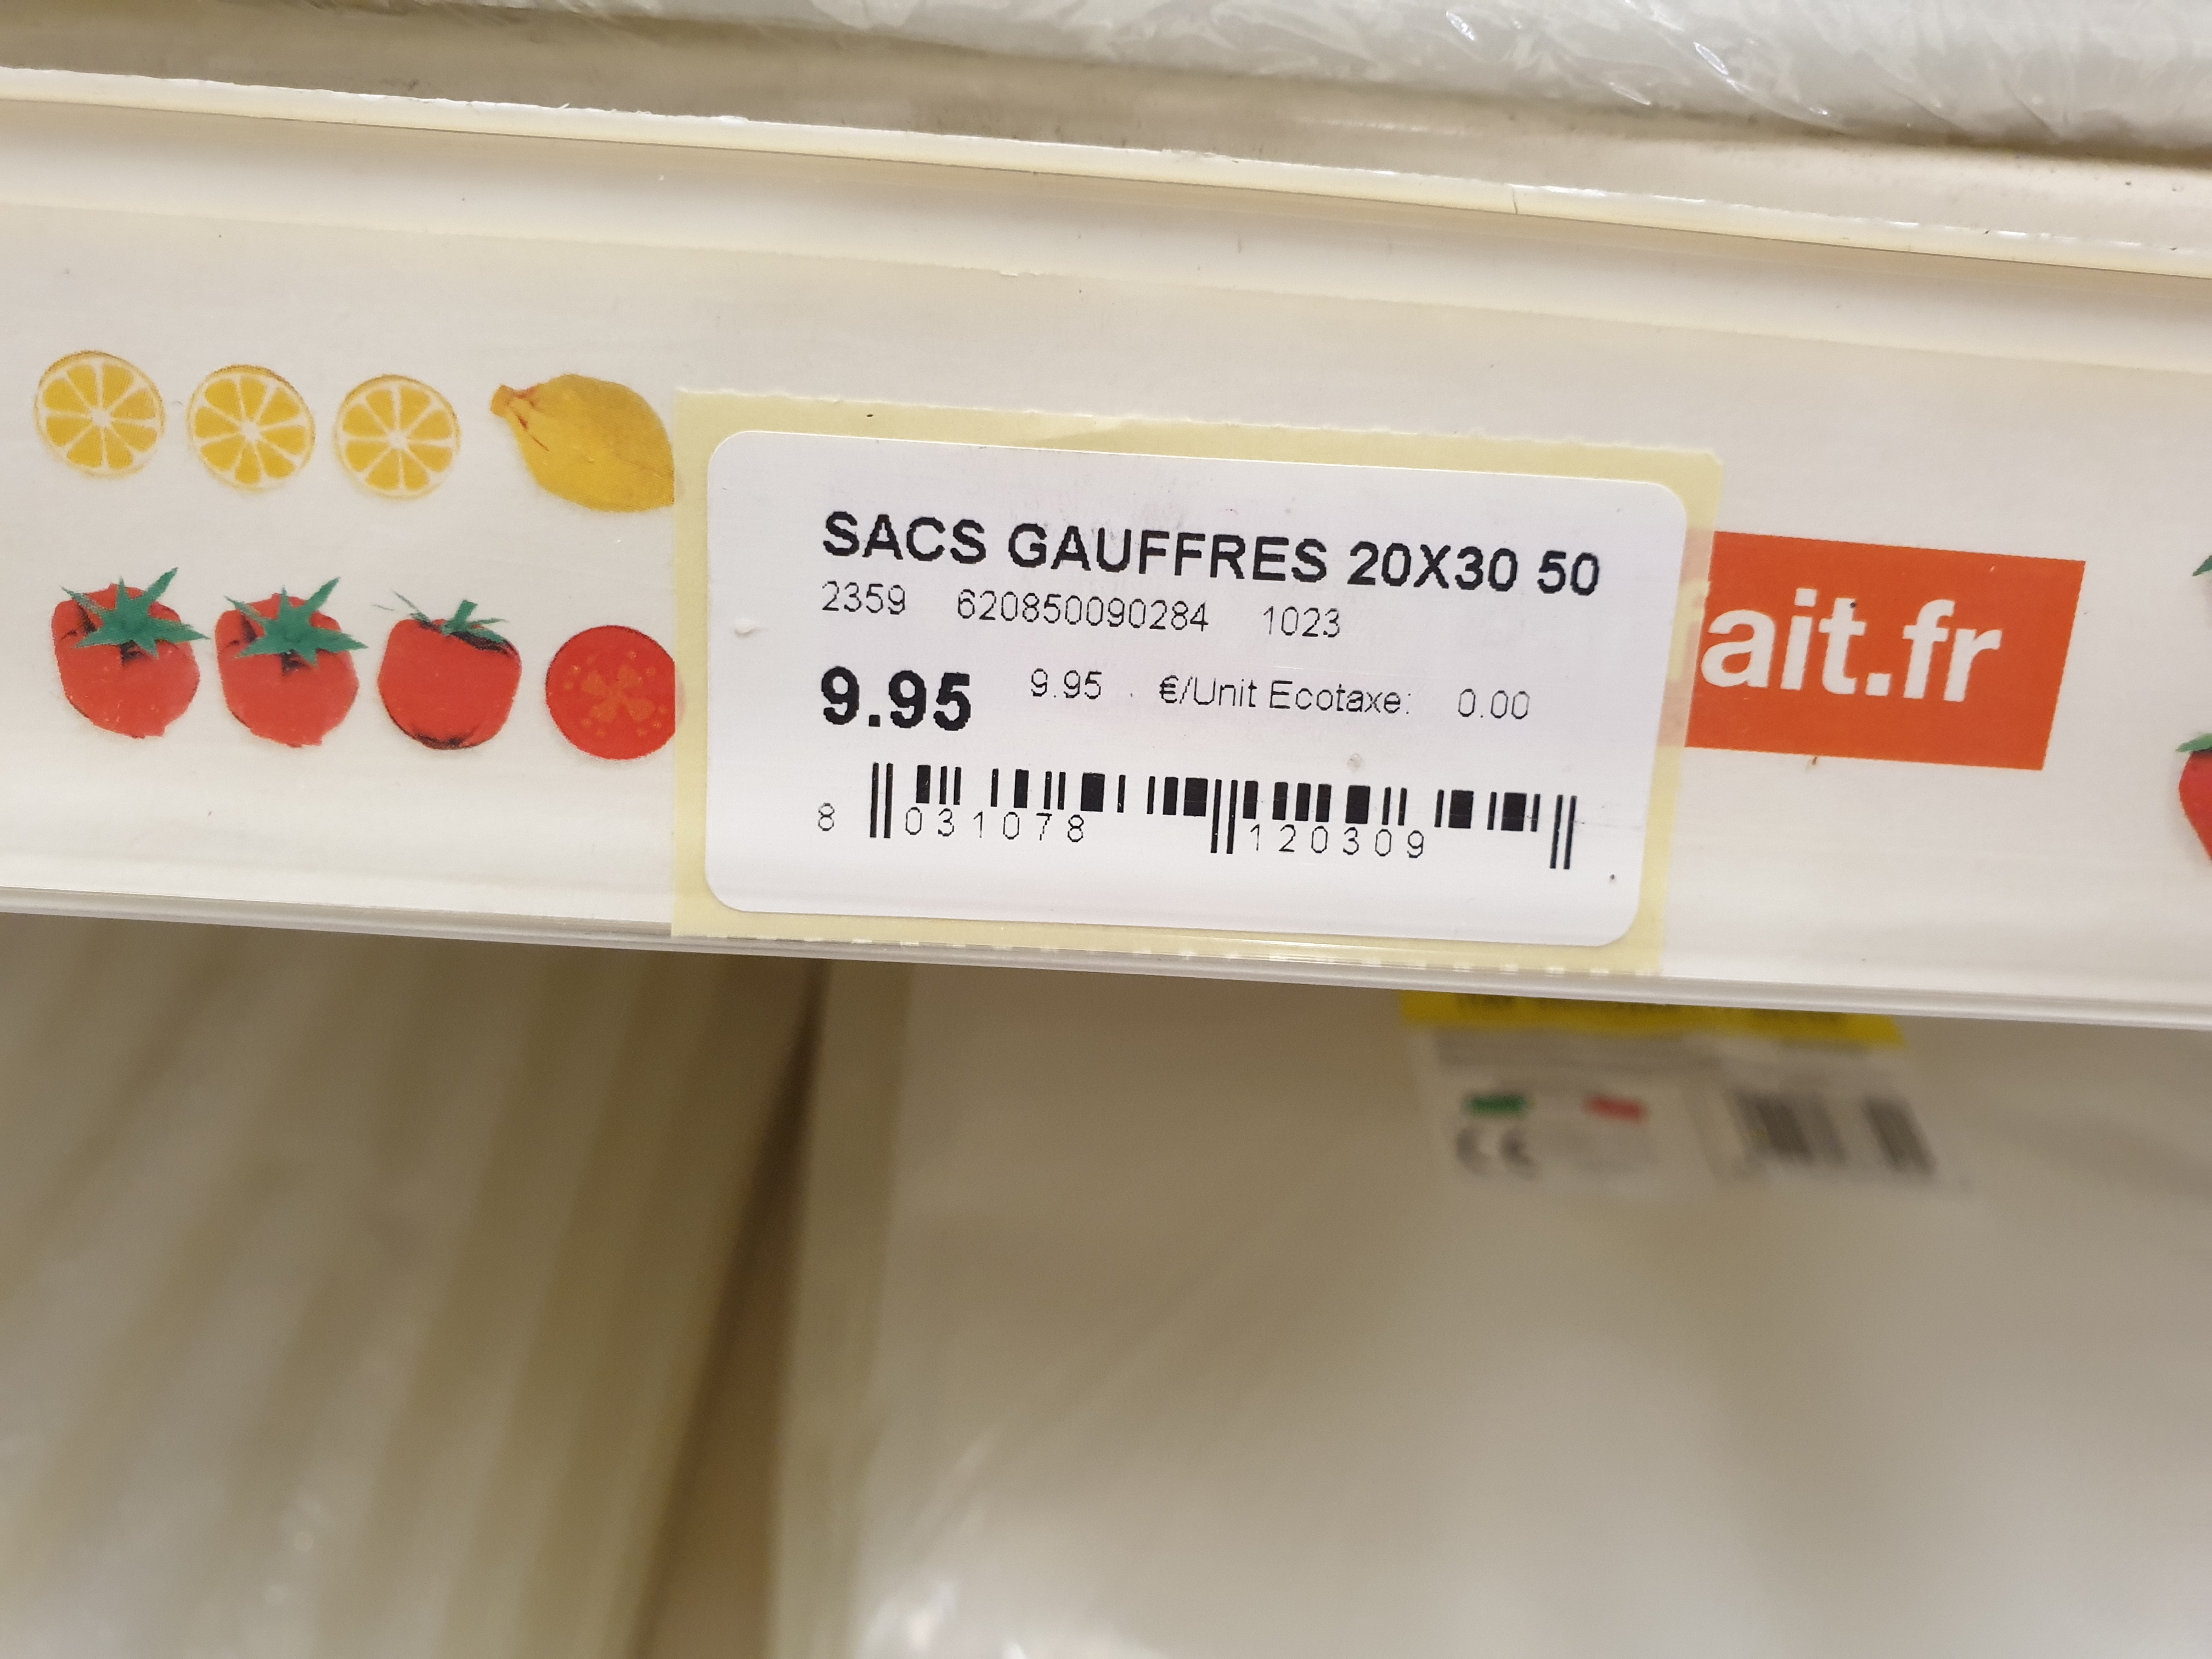 SACS GAUFFRES 20X30 50
2359 620850090284 1023
9.95 9.95 €/Unit Ecotaxe: 0.00
8 031078 120309
ait.fr
CE